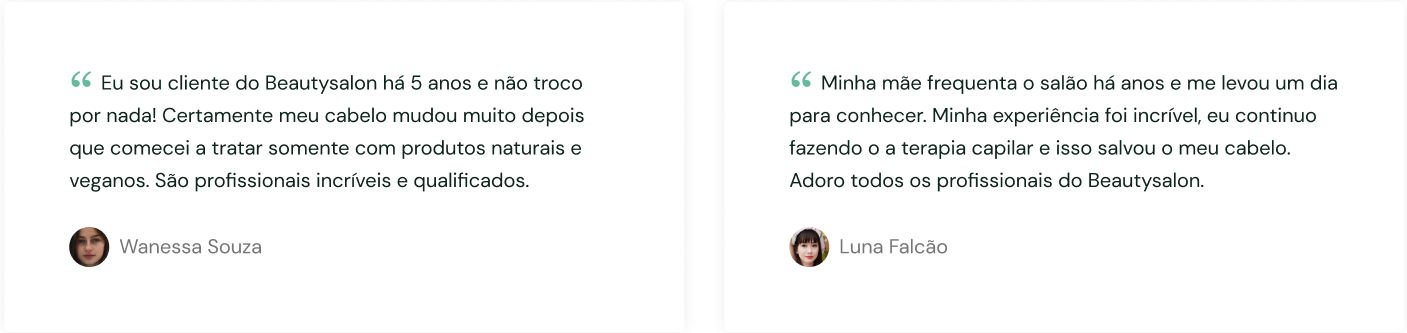 “ Eu sou cliente do Beautysalon há 5 anos e não troco
por nada! Certamente meu cabelo mudou muito depois
que comecei a tratar somente com produtos naturais e
veganos. São profissionais incríveis e qualificados.
Wanessa Souza
“ Minha mãe frequenta o salão há anos e me levou um dia
para conhecer. Minha experiência foi incrível, eu continuo
fazendo o a terapia capilar e isso salvou o meu cabelo.
Adoro todos os profissionais do Beautysalon.
Luna Falcão